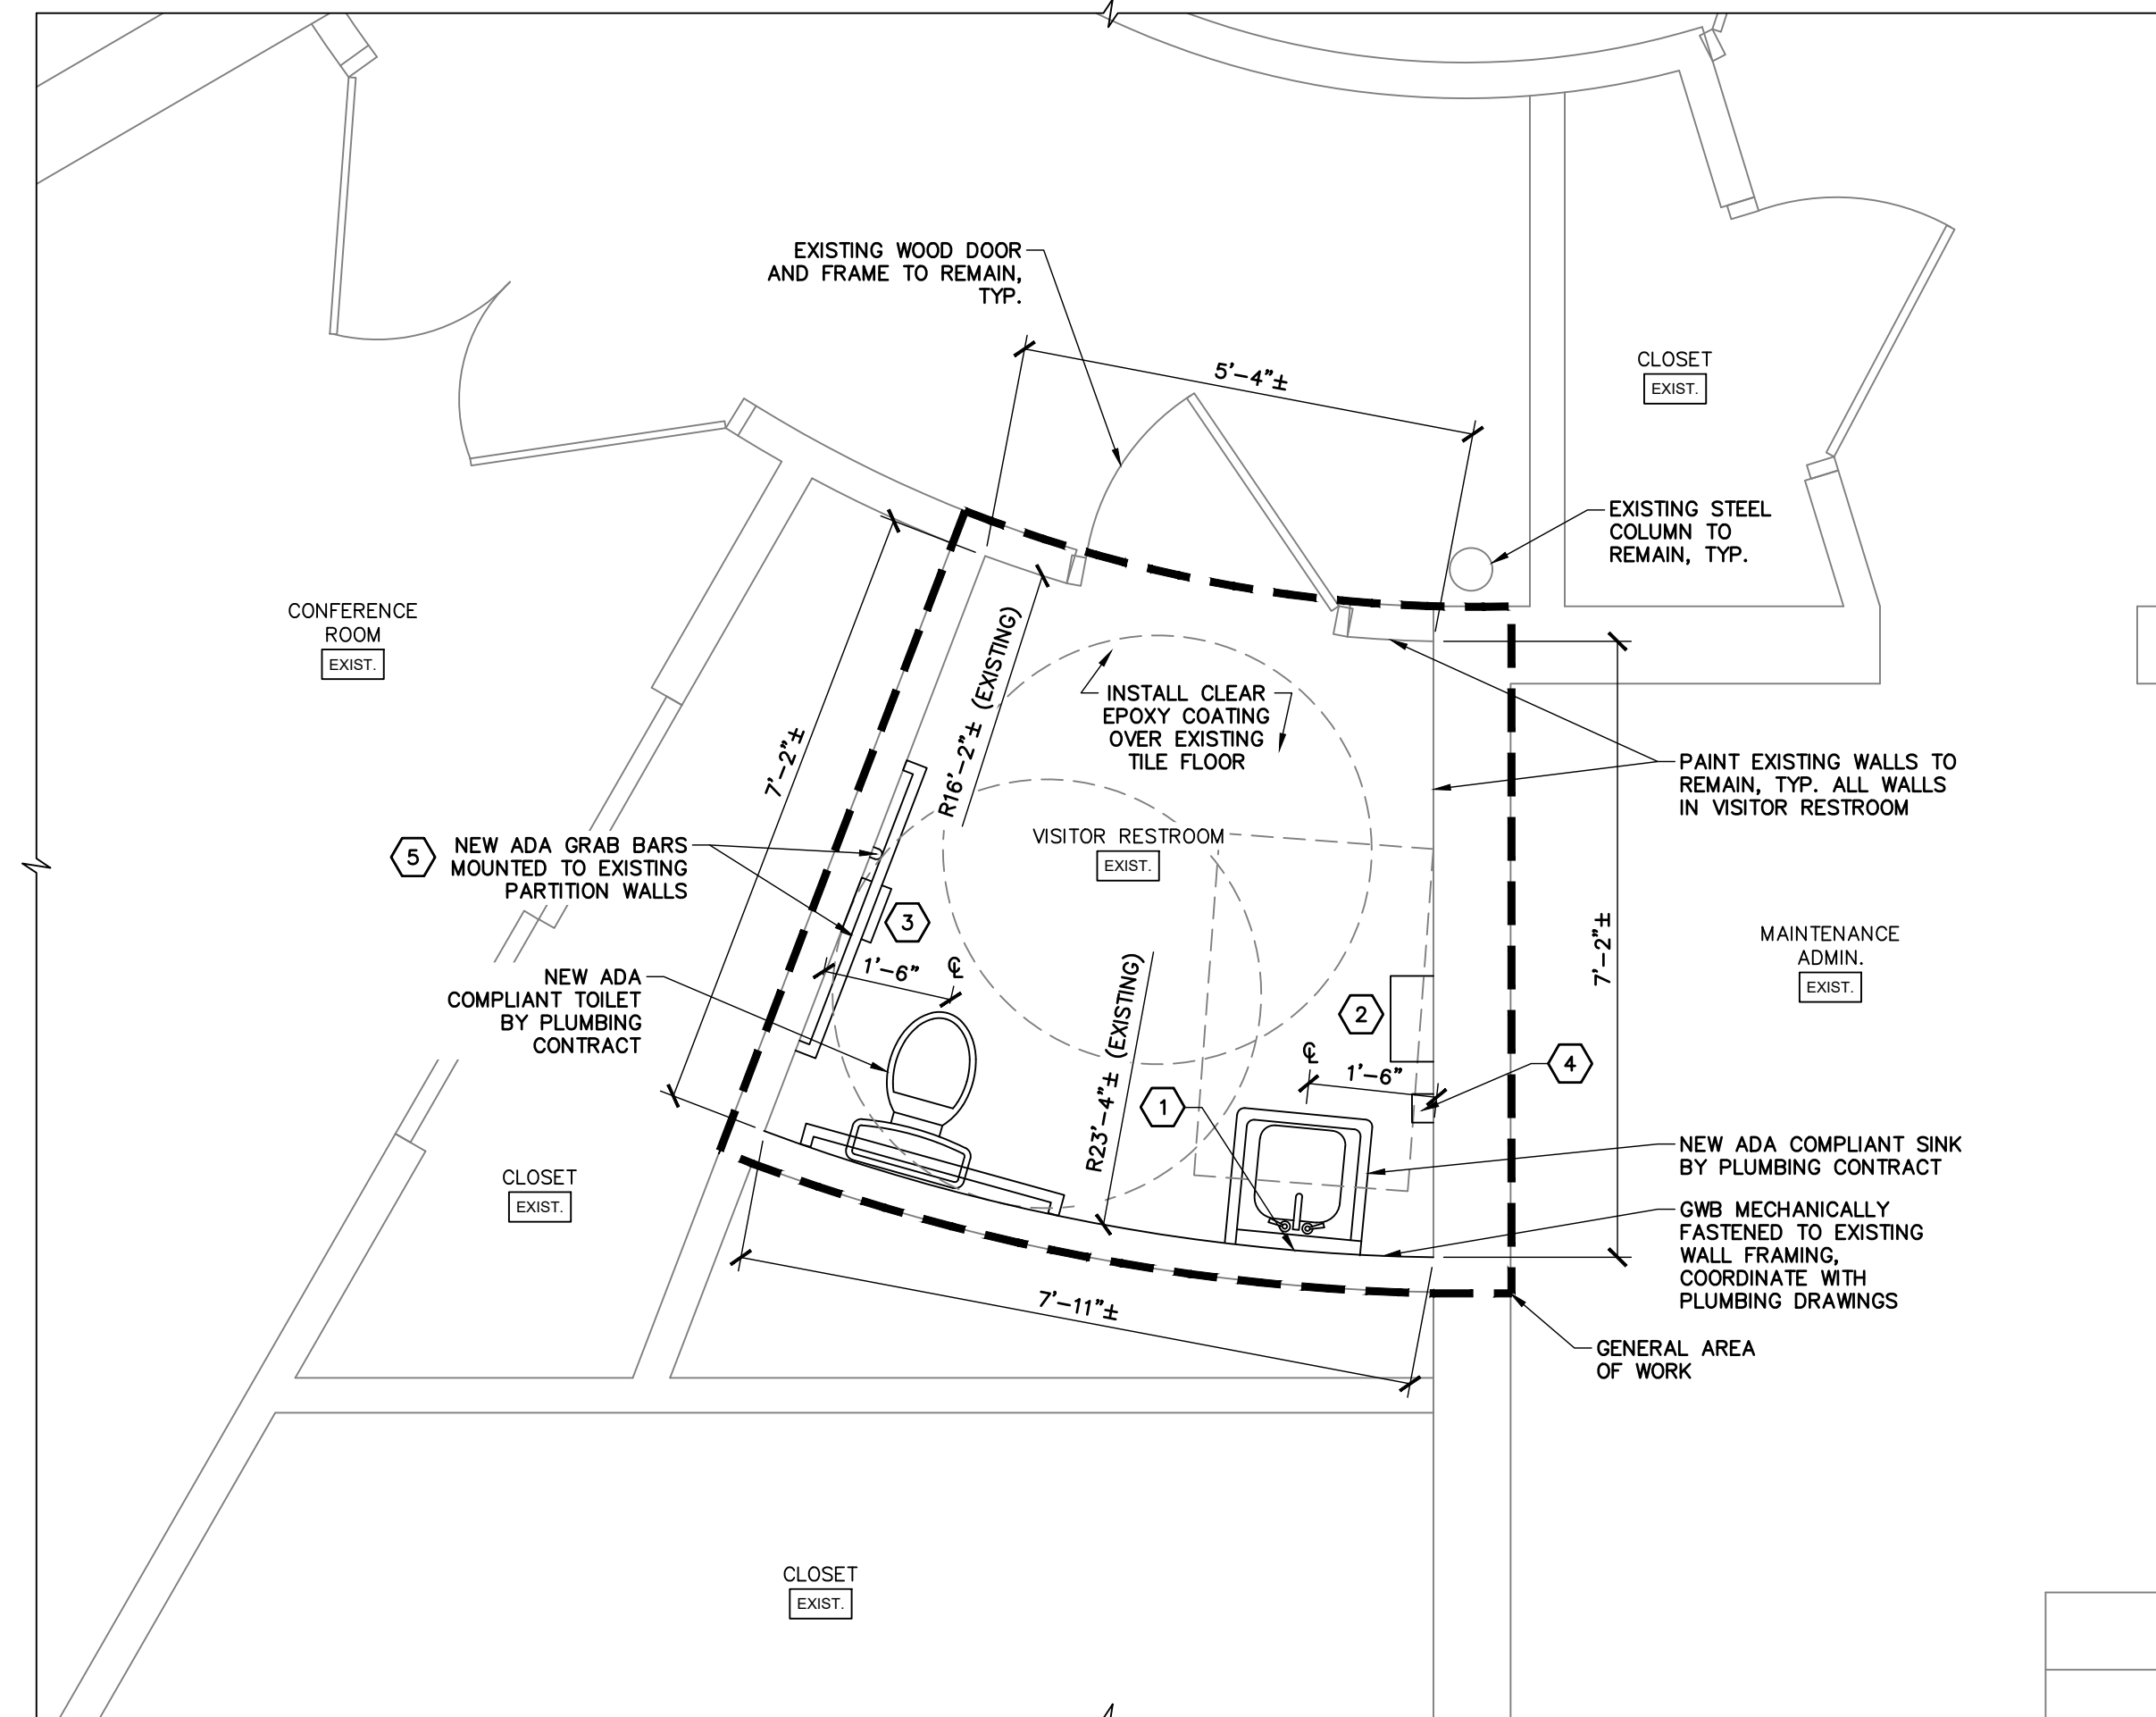 EXISTING WOOD DOOR
AND FRAME TO REMAIN,
TYP.
5'-4"±
CLOSET
EXIST.
EXISTING STEEL
COLUMN TO
REMAIN, TYP.
CONFERENCE
ROOM
EXIST.
R16'-2"± (EXISTING)
INSTALL CLEAR
EPOXY COATING
OVER EXISTING
TILE FLOOR
7'-2"±
PAINT EXISTING WALLS TO
REMAIN, TYP. ALL WALLS
IN VISITOR RESTROOM
VISITOR RESTROOM
EXIST.
5
NEW ADA GRAB BARS
MOUNTED TO EXISTING
PARTITION WALLS
3
7'-2"±
MAINTENANCE
ADMIN.
EXIST.
1'-6"
℄
NEW ADA
COMPLIANT TOILET
BY PLUMBING
CONTRACT
R23'-4"± (EXISTING)
2
℄
1'-6"
4
1
NEW ADA COMPLIANT SINK
BY PLUMBING CONTRACT
CLOSET
EXIST.
GWB MECHANICALLY
FASTENED TO EXISTING
WALL FRAMING,
COORDINATE WITH
PLUMBING DRAWINGS
7'-11"±
GENERAL AREA
OF WORK
CLOSET
EXIST.